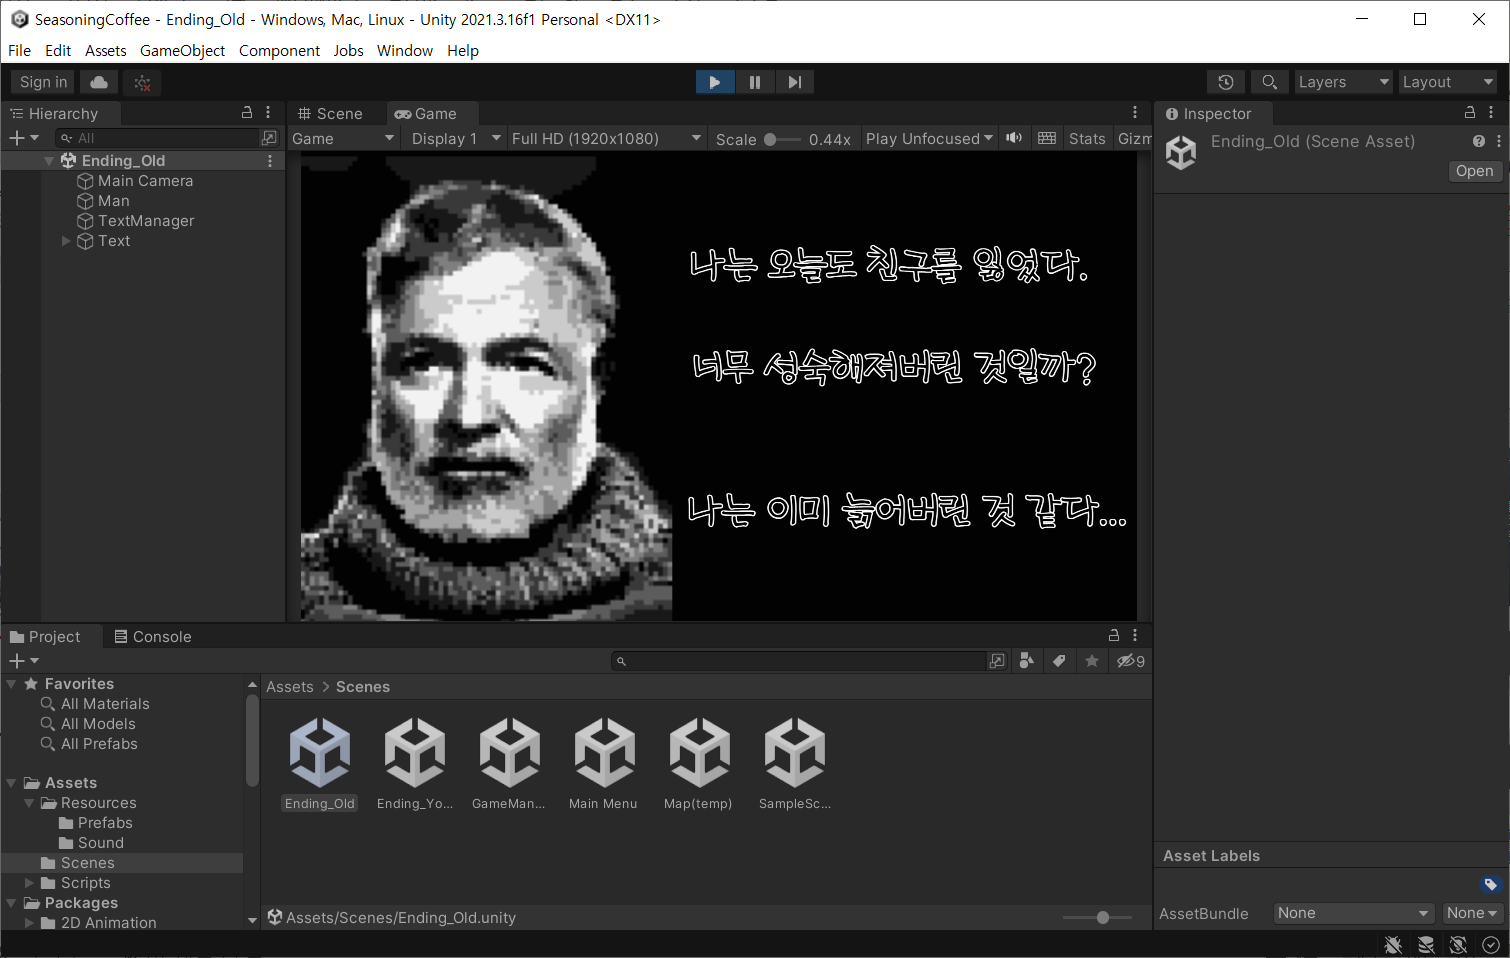 SeasoningCoffee - Ending_Old - Windows, Mac, Linux - Unity 2021.3.16f1 Personal <DX11>
File Edit Assets GameObject Component Jobs Window Help
Sign in
Layers
Layout
Hierarchy
All
Ending_Old
Main Camera
Man
TextManager
Text
Scene
Game
Game
Display 1
Full HD (1920x1080)
Scale
0.44x
Play Unfocused
Stats
Gizm
나는 오늘도 친구를 잃었다.
너무 성숙해져버린 것일까?
나는 이미 늙어버린 것 같다...
Inspector
Ending_Old (Scene Asset)
Open
Project
Console
9
Favorites
All Materials
All Models
All Prefabs
Assets
Resources
Prefabs
Sound
Scenes
Scripts
Packages
2D Animation
Assets > Scenes
Ending_Old
Ending_Yo...
GameMan...
Main Menu
Map(temp)
SampleSc...
Assets/Scenes/Ending_Old.unity
Asset Labels
AssetBundle
None
None